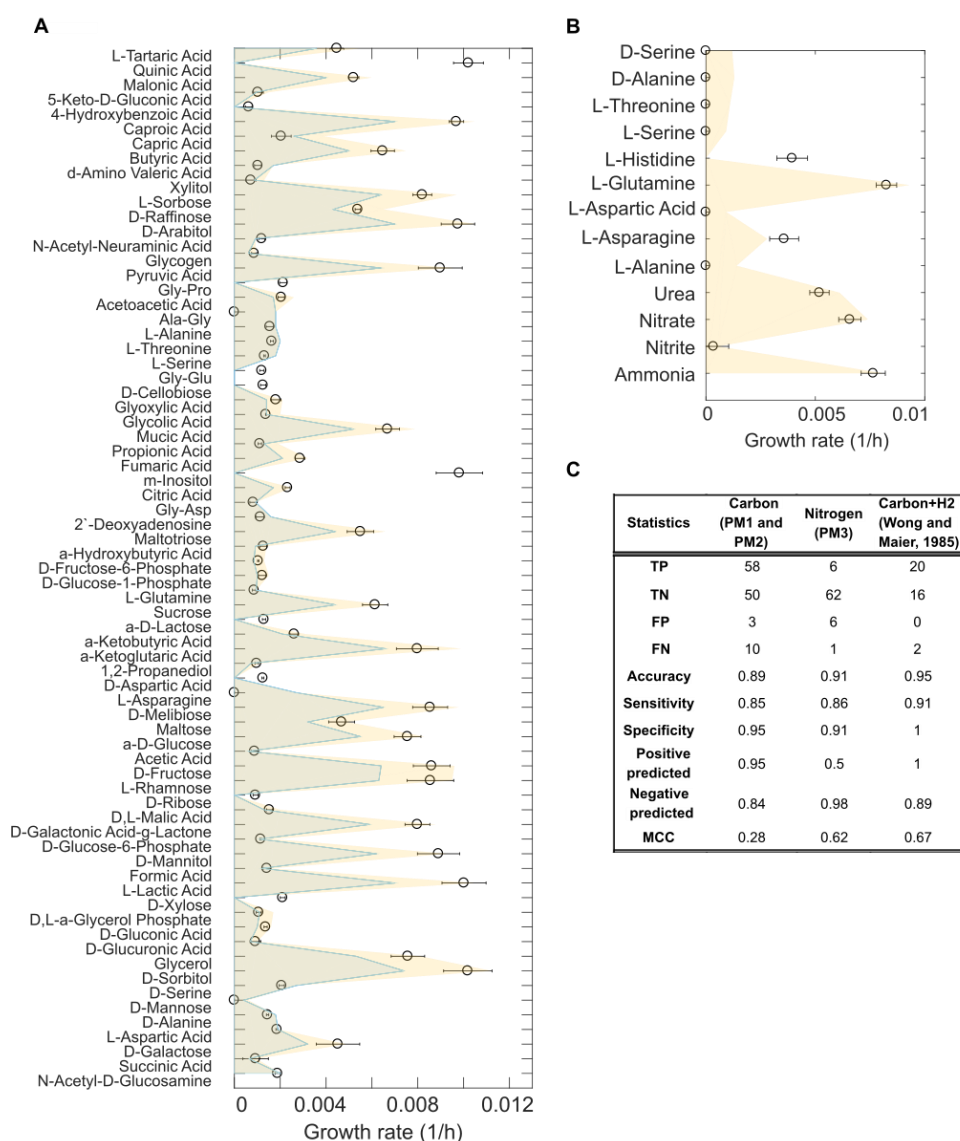 A
L-Tartaric Acid
Quinic Acid
Malonic Acid
5-Keto-D-Gluconic Acid
4-Hydroxybenzoic Acid
Caproic Acid
Capric Acid
Butyric Acid
d-Amino Valeric Acid
Xylitol
L-Sorbose
D-Raffinose
D-Arabitol
N-Acetyl-Neuraminic Acid
Glycogen
Pyruvic Acid
Gly-Pro
Acetoacetic Acid
Ala-Gly
L-Alanine
L-Threonine
L-Serine
Gly-Glu
D-Cellobiose
Glyoxylic Acid
Glycolic Acid
Mucic Acid
Propionic Acid
Fumaric Acid
m-Inositol
Citric Acid
Gly-Asp
2`-Deoxyadenosine
Maltotriose
a-Hydroxybutyric Acid
D-Fructose-6-Phosphate
D-Glucose-1-Phosphate
L-Glutamine
Sucrose
a-D-Lactose
a-Ketobutyric Acid
a-Ketoglutaric Acid
1,2-Propanediol
D-Aspartic Acid
L-Asparagine
D-Melibiose
Maltose
a-D-Glucose
Acetic Acid
D-Fructose
L-Rhamnose
D-Ribose
D,L-Malic Acid
D-Galactonic Acid-g-Lactone
D-Glucose-6-Phosphate
D-Mannitol
Formic Acid
L-Lactic Acid
D-Xylose
D,L-a-Glycerol Phosphate
D-Gluconic Acid
D-Glucuronic Acid
Glycerol
D-Sorbitol
D-Serine
D-Mannose
D-Alanine
L-Aspartic Acid
D-Galactose
Succinic Acid
N-Acetyl-D-Glucosamine
0 0.004 0.008 0.012
Growth rate (1/h)
B
D-Serine
D-Alanine
L-Threonine
L-Serine
L-Histidine
L-Glutamine
L-Aspartic Acid
L-Asparagine
L-Alanine
Urea
Nitrate
Nitrite
Ammonia
0 0.005 0.01
Growth rate (1/h)
C
Statistics Carbon (PM1 and PM2) Nitrogen (PM3) Carbon+H2 (Wong and Maier, 1985)
TP 58 6 20
TN 50 62 16
FP 3 6 0
FN 10 1 2
Accuracy 0.89 0.91 0.95
Sensitivity 0.85 0.86 0.91
Specificity 0.95 0.91 1
Positive predicted 0.95 0.5 1
Negative predicted 0.84 0.98 0.89
MCC 0.28 0.62 0.67